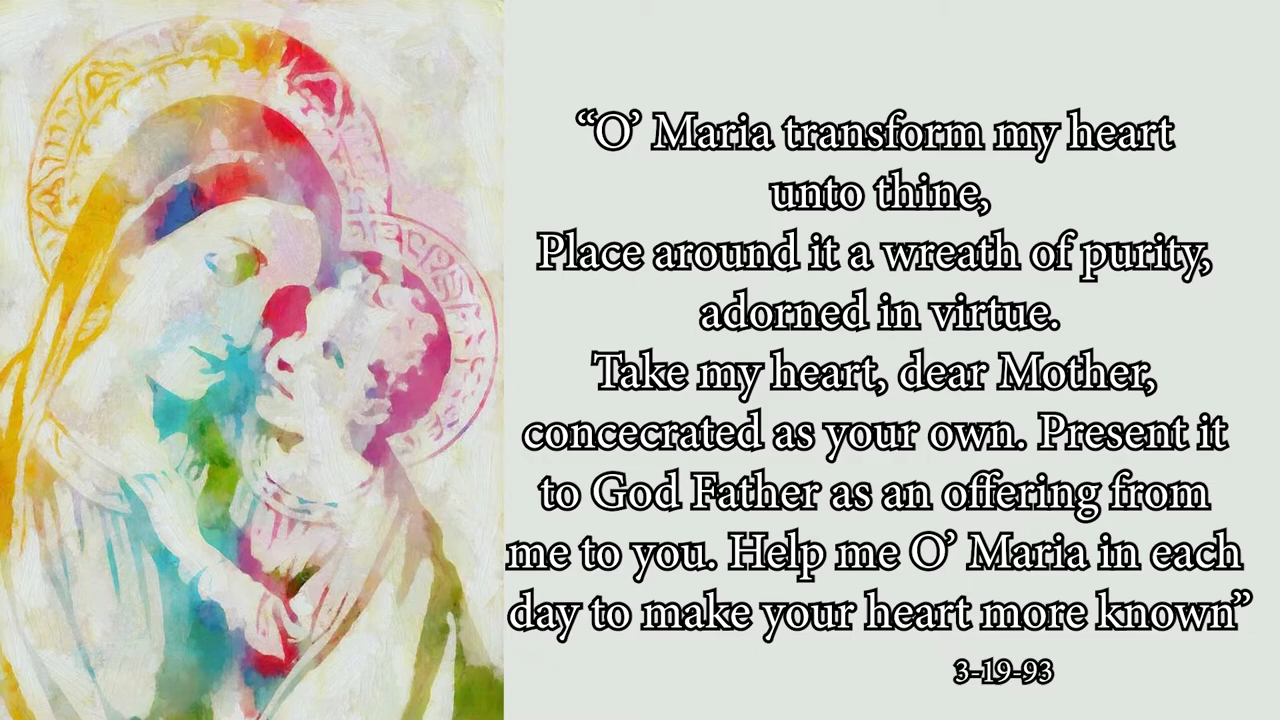 “O’ Maria transform my heart
unto thine,
Place around it a wreath of purity,
adorned in virtue.
Take my heart, dear Mother,
concecrated as your own. Present it
to God Father as an offering from
me to you. Help me O’ Maria in each
day to make your heart more known”
3-19-93